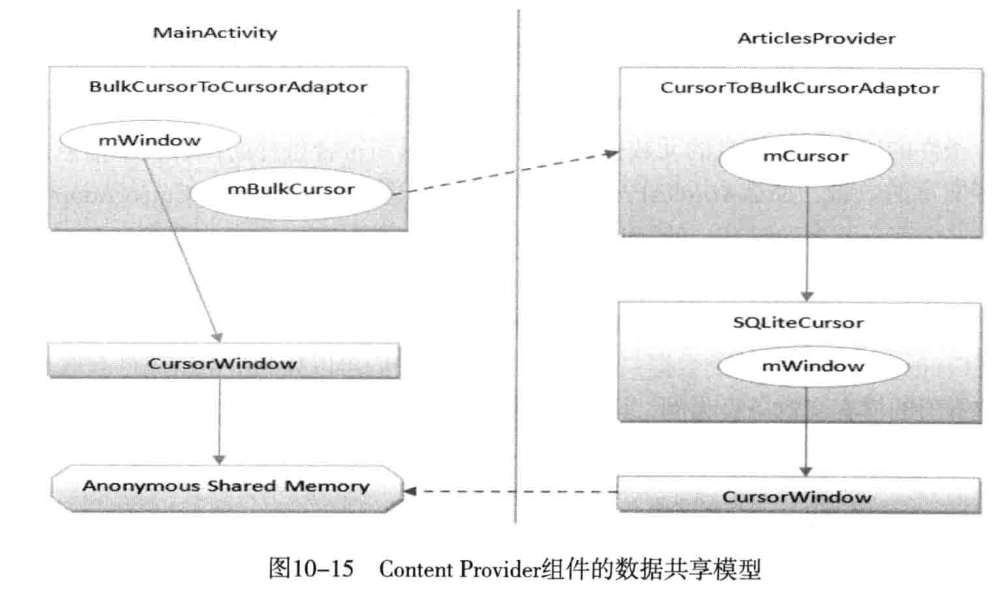 MainActivity
BulkCursorToCursorAdaptor
mWindow
mBulkCursor
CursorWindow
Anonymous Shared Memory
ArticlesProvider
CursorToBulkCursorAdaptor
mCursor
SQLiteCursor
mWindow
CursorWindow
图10-15 Content Provider组件的数据共享模型